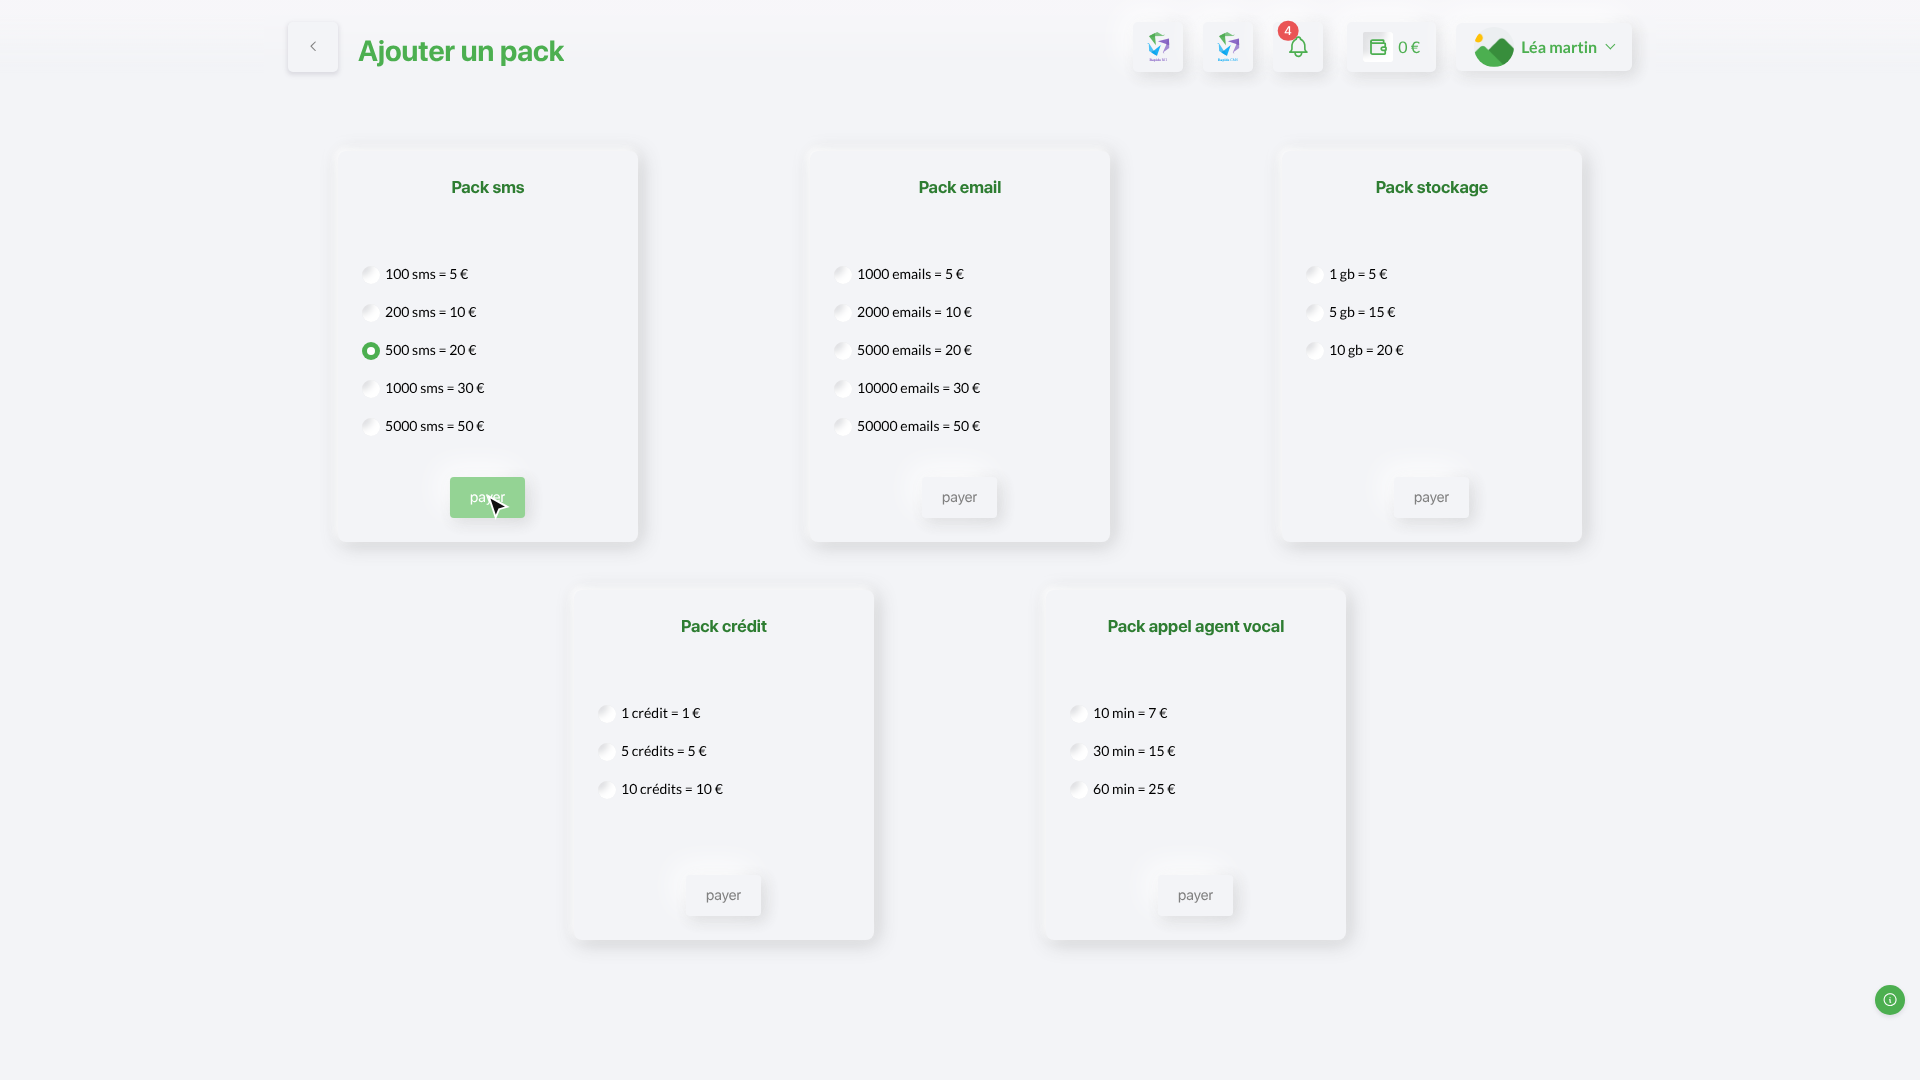 Ajouter un pack
4
0 €
Léa martin
Pack sms
100 sms = 5 €
200 sms = 10 €
500 sms = 20 €
1000 sms = 30 €
5000 sms = 50 €
payer
Pack email
1000 emails = 5 €
2000 emails = 10 €
5000 emails = 20 €
10000 emails = 30 €
50000 emails = 50 €
payer
Pack stockage
1 gb = 5 €
5 gb = 15 €
10 gb = 20 €
payer
Pack crédit
1 crédit = 1 €
5 crédits = 5 €
10 crédits = 10 €
payer
Pack appel agent vocal
10 min = 7 €
30 min = 15 €
60 min = 25 €
payer